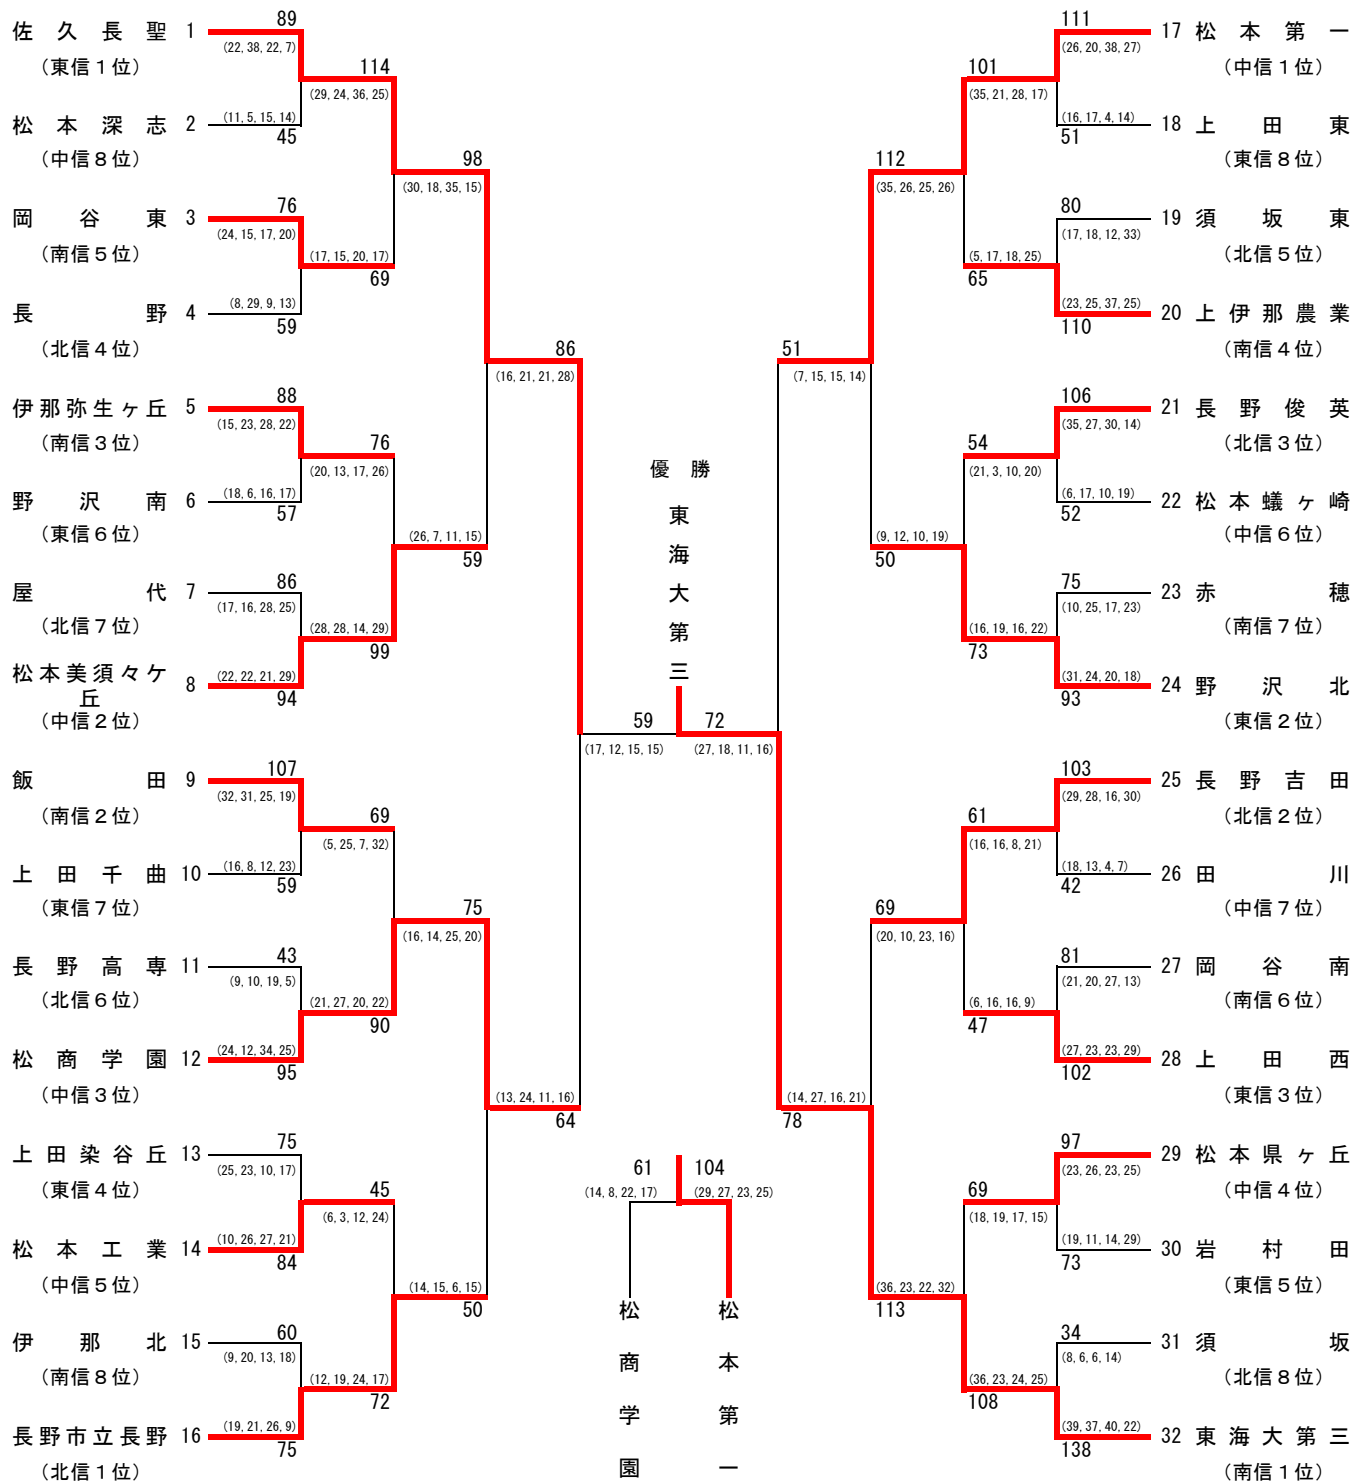 佐久長聖 1 89
(22, 38, 22, 7)
(東信1位)
114
(29, 24, 36, 25)
松本深志 2 (11, 5, 15, 14)
45
(中信8位)
98
(30, 18, 35, 15)
岡谷東 3 76
(24, 15, 17, 20)
(南信5位)
(17, 15, 20, 17)
69
長野 4 (8, 29, 9, 13)
59
(北信4位)
86
(16, 21, 21, 28)
伊那弥生ヶ丘 5 88
(15, 23, 28, 22)
(南信3位)
76
(20, 13, 17, 26)
野沢南 6 (18, 6, 16, 17)
57
(東信6位)
(26, 7, 11, 15)
59
屋代 7 86
(17, 16, 28, 25)
(北信7位)
(28, 28, 14, 29)
99
松本美須々ケ丘 8 (22, 22, 21, 29)
94
(中信2位)
59
(17, 12, 15, 15)
飯田 9 107
(32, 31, 25, 19)
(南信2位)
69
(5, 25, 7, 32)
上田千曲 10 (16, 8, 12, 23)
59
(東信7位)
75
(16, 14, 25, 20)
長野高専 11 43
(9, 10, 19, 5)
(北信6位)
(21, 27, 20, 22)
90
松商学園 12 (24, 12, 34, 25)
95
(中信3位)
(13, 24, 11, 16)
64
上田染谷丘 13 75
(25, 23, 10, 17)
(東信4位)
45
(6, 3, 12, 24)
松本工業 14 (10, 26, 27, 21)
84
(中信5位)
(14, 15, 6, 15)
50
伊那北 15 60
(9, 20, 13, 18)
(南信8位)
(12, 19, 24, 17)
72
長野市立長野 16 (19, 21, 26, 9)
75
(北信1位)
優勝
東海大第三
72
(27, 18, 11, 16)
61
(14, 8, 22, 17)
104
(29, 27, 23, 25)
松商学園
松本第一
111 17 松本第一
(26, 20, 38, 27)
(中信1位)
101
(35, 21, 28, 17)
(16, 17, 4, 14)
51 18 上田東
(東信8位)
112
(35, 26, 25, 26)
80 19 須坂東
(17, 18, 12, 33)
(北信5位)
(5, 17, 18, 25)
65
(23, 25, 37, 25)
110 20 上伊那農業
(南信4位)
51
(7, 15, 15, 14)
106 21 長野俊英
(35, 27, 30, 14)
(北信3位)
54
(21, 3, 10, 20)
(6, 17, 10, 19)
52 22 松本蟻ヶ崎
(中信6位)
(9, 12, 10, 19)
50
75 23 赤穂
(10, 25, 17, 23)
(南信7位)
(16, 19, 16, 22)
73
(31, 24, 20, 18)
93 24 野沢北
(東信2位)
103 25 長野吉田
(29, 28, 16, 30)
(北信2位)
61
(16, 16, 8, 21)
(18, 13, 4, 7)
42 26 田川
(中信7位)
69
(20, 10, 23, 16)
81 27 岡谷南
(21, 20, 27, 13)
(南信6位)
(6, 16, 16, 9)
47
(27, 23, 23, 29)
102 28 上田西
(東信3位)
(14, 27, 16, 21)
78
97 29 松本県ヶ丘
(23, 26, 23, 25)
(中信4位)
69
(18, 19, 17, 15)
(19, 11, 14, 29)
73 30 岩村田
(東信5位)
(36, 23, 22, 32)
113
34 31 須坂
(8, 6, 6, 14)
(北信8位)
(36, 23, 24, 25)
108
(39, 37, 40, 22)
138 32 東海大第三
(南信1位)